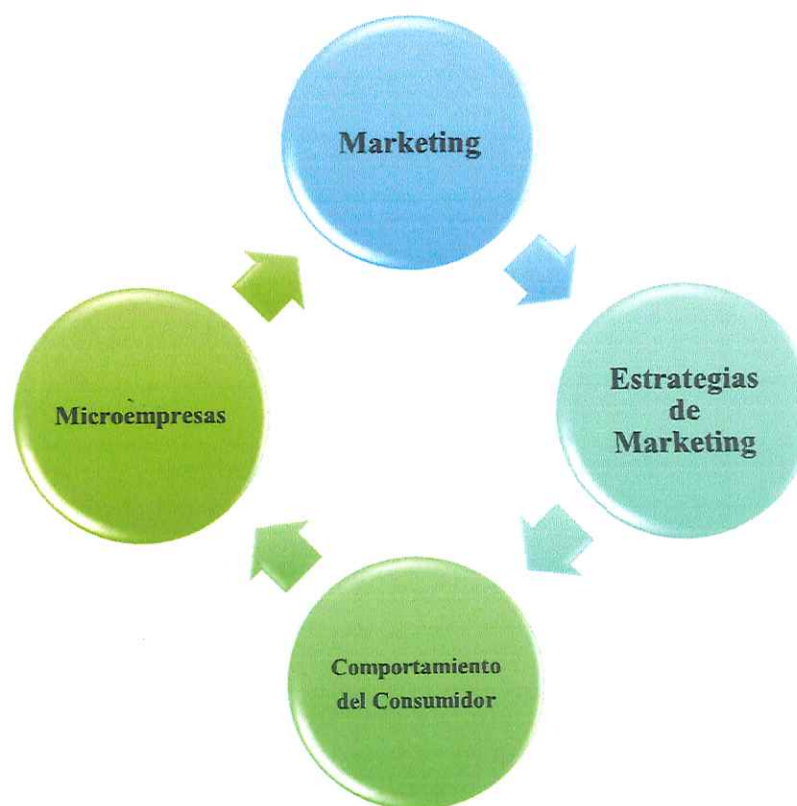 Marketing
Estrategias
de
Marketing
Comportamiento
del Consumidor
Microempresas